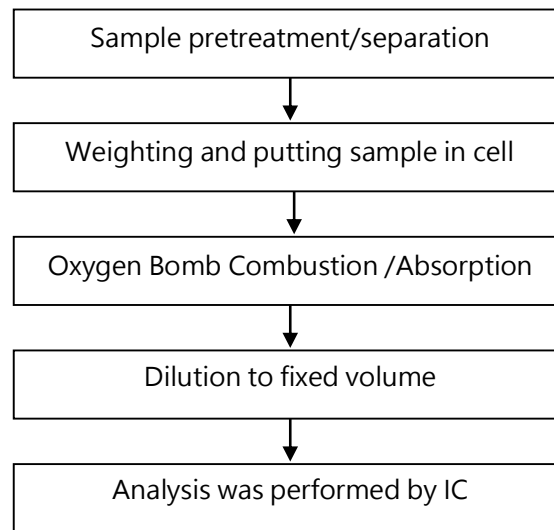 Sample pretreatment/separation
Weighting and putting sample in cell
Oxygen Bomb Combustion /Absorption
Dilution to fixed volume
Analysis was performed by IC